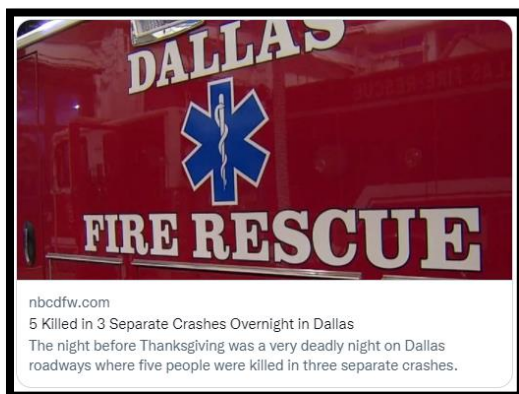 DALLAS
FIRE RESCUE
nbcdfw.com
5 Killed in 3 Separate Crashes Overnight in Dallas
The night before Thanksgiving was a very deadly night on Dallas
roadways where five people were killed in three separate crashes.